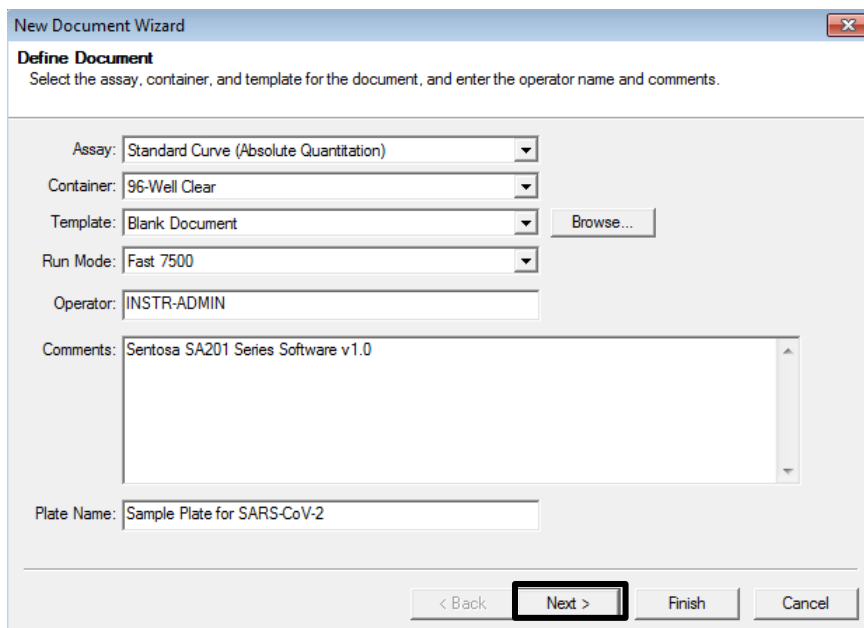 New Document Wizard
Define Document
Select the assay, container, and template for the document, and enter the operator name and comments.
Assay: Standard Curve (Absolute Quantitation)
Container: 96-Well Clear
Template: Blank Document Browse...
Run Mode: Fast 7500
Operator: INSTR-ADMIN
Comments: Sentosa SA201 Series Software v1.0
Plate Name: Sample Plate for SARS-CoV-2
< Back Next > Finish Cancel